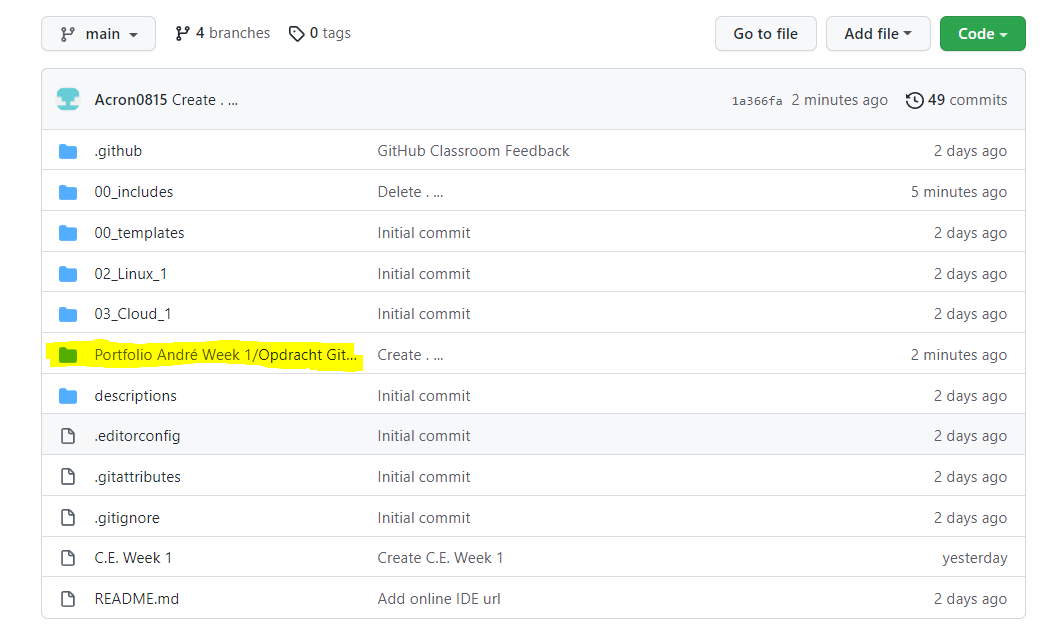 main 4 branches 0 tags Go to file Add file Code
Acron0815 Create . ... 1a366fa 2 minutes ago 49 commits
.github GitHub Classroom Feedback 2 days ago
00_includes Delete . ... 5 minutes ago
00_templates Initial commit 2 days ago
02_Linux_1 Initial commit 2 days ago
03_Cloud_1 Initial commit 2 days ago
Portfolio André Week 1/Opdracht Git... Create . ... 2 minutes ago
descriptions Initial commit 2 days ago
.editorconfig Initial commit 2 days ago
.gitattributes Initial commit 2 days ago
.gitignore Initial commit 2 days ago
C.E. Week 1 Create C.E. Week 1 yesterday
README.md Add online IDE url 2 days ago